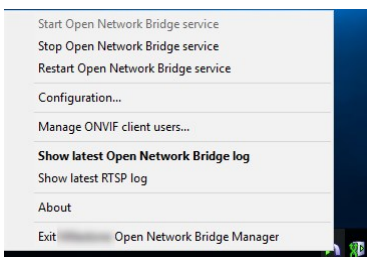 Start Open Network Bridge service
Stop Open Network Bridge service
Restart Open Network Bridge service
Configuration...
Manage ONVIF client users...
Show latest Open Network Bridge log
Show latest RTSP log
About
Exit Open Network Bridge Manager